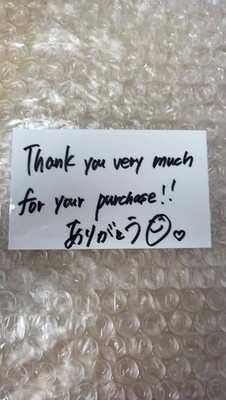 Thank you very much
for your purchase!!
ありがとう